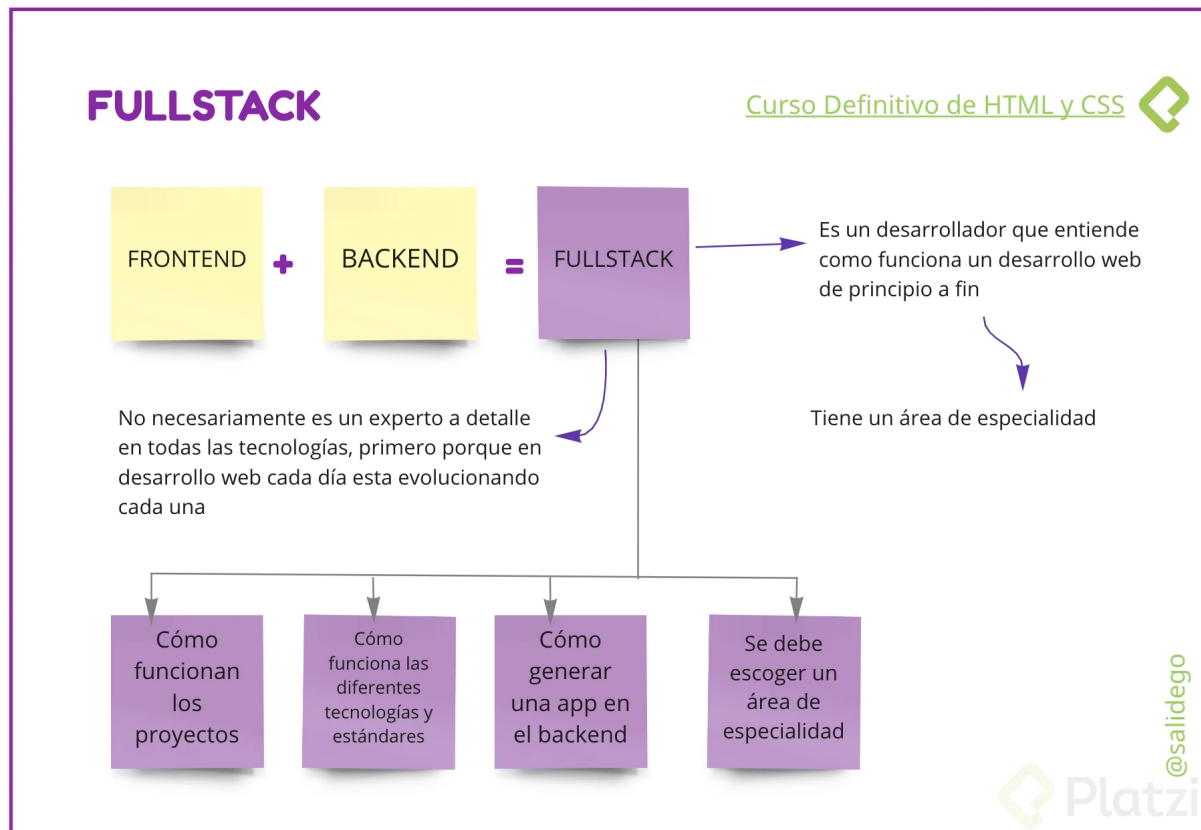 FULLSTACK
Curso Definitivo de HTML y CSS
FRONTEND
+
BACKEND
=
FULLSTACK
Es un desarrollador que entiende
como funciona un desarrollo web
de principio a fin
Tiene un área de especialidad
No necesariamente es un experto a detalle
en todas las tecnologías, primero porque en
desarrollo web cada día esta evolucionando
cada una
Cómo
funcionan
los
proyectos
Cómo
funciona las
diferentes
tecnologías y
estándares
Cómo
generar
una app en
el backend
Se debe
escoger un
área de
especialidad
@salidego
Platzi